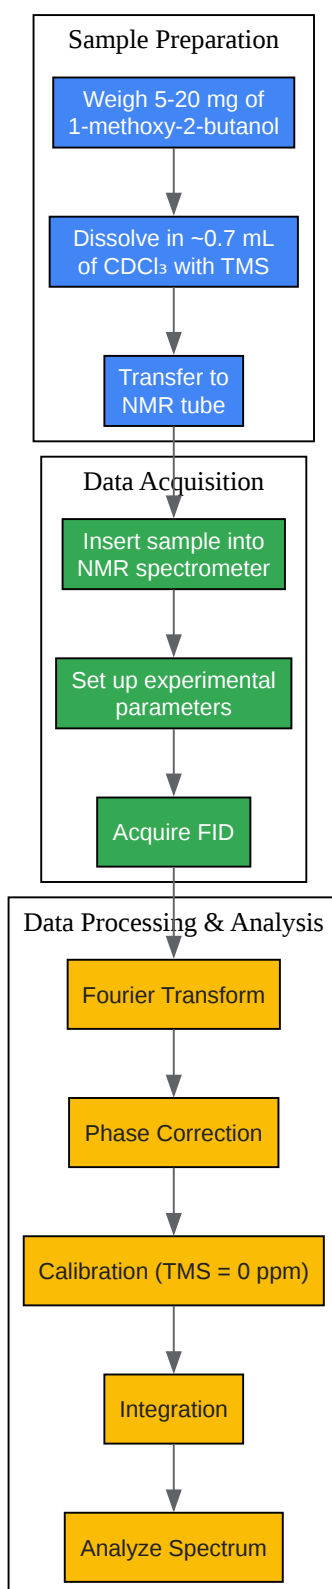 Sample Preparation
Weigh 5-20 mg of
1-methoxy-2-butanol
Dissolve in ~0.7 mL
of CDCl₃ with TMS
Transfer to
NMR tube
Data Acquisition
Insert sample into
NMR spectrometer
Set up experimental
parameters
Acquire FID
Data Processing & Analysis
Fourier Transform
Phase Correction
Calibration (TMS = 0 ppm)
Integration
Analyze Spectrum